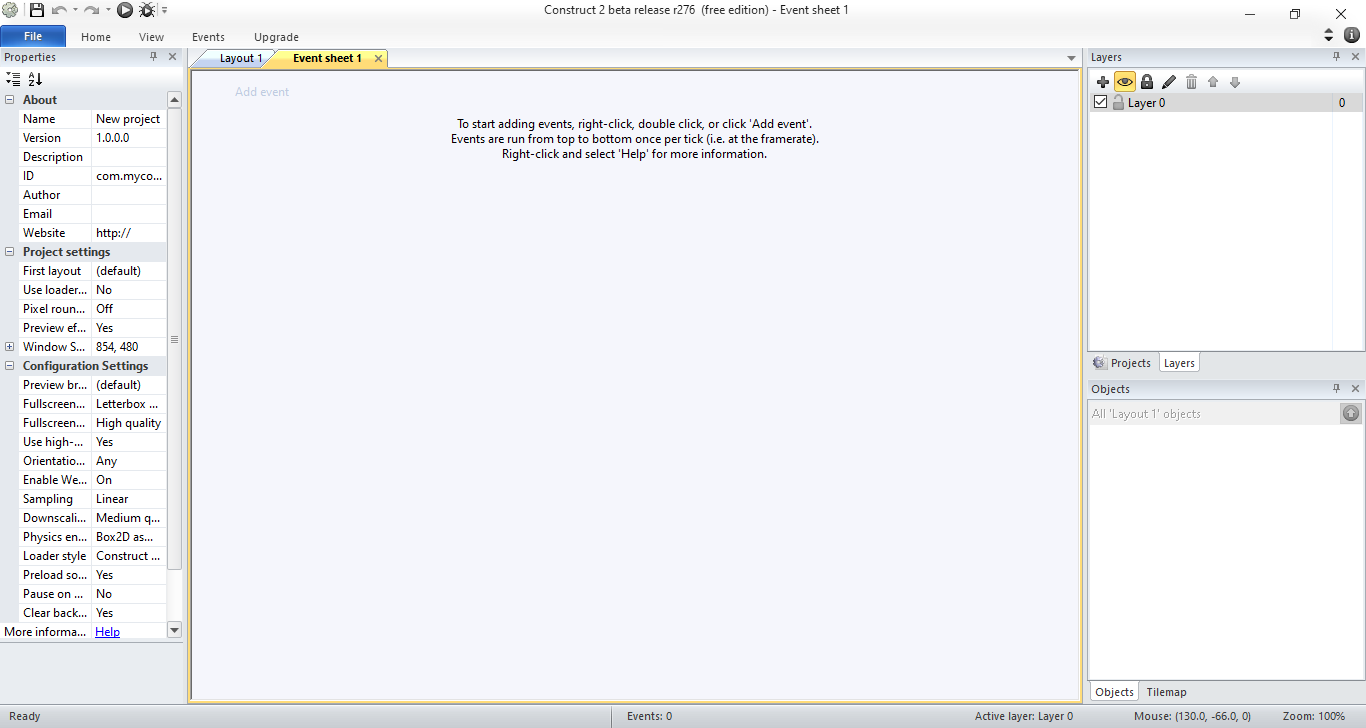 Construct 2 beta release r276 (free edition) - Event sheet 1
File Home View Events Upgrade
Properties
About
Name New project
Version 1.0.0.0
Description
ID com.myco...
Author
Email
Website http://
Project settings
First layout (default)
Use loader... No
Pixel roun... Off
Preview ef... Yes
Window S... 854, 480
Configuration Settings
Preview br... (default)
Fullscreen... Letterbox ...
Fullscreen... High quality
Use high-... Yes
Orientatio... Any
Enable We... On
Sampling Linear
Downscali... Medium q...
Physics en... Box2D as...
Loader style Construct ...
Preload so... Yes
Pause on ... No
Clear back... Yes
More informa... Help
Layout 1 Event sheet 1
Add event
To start adding events, right-click, double click, or click 'Add event'.
Events are run from top to bottom once per tick (i.e. at the framerate).
Right-click and select 'Help' for more information.
Layers
Layer 0 0
Projects Layers
Objects
All 'Layout 1' objects
Objects Tilemap
Ready Events: 0 Active layer: Layer 0 Mouse: (130.0, -66.0, 0) Zoom: 100%